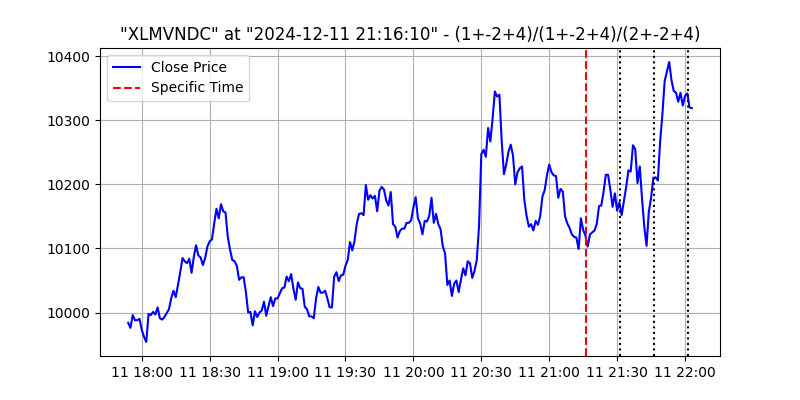 "XLMVNDC" at "2024-12-11 21:16:10" - (1+-2+4)/(1+-2+4)/(2+-2+4)
Close Price
Specific Time
10400
10300
10200
10100
10000
11 18:00 11 18:30 11 19:00 11 19:30 11 20:00 11 20:30 11 21:00 11 21:30 11 22:00